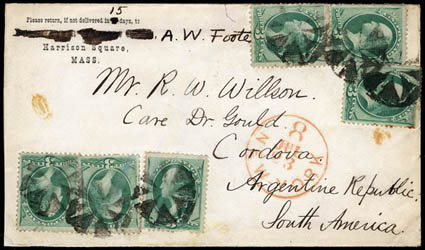 15
Please return, if not delivered in days, to
A. W. Foote
Harrison Square,
MASS.
Mr. R. W. Willson.
Care Dr. Gould.
Cordova,
Argentine Republic.
South America.
8